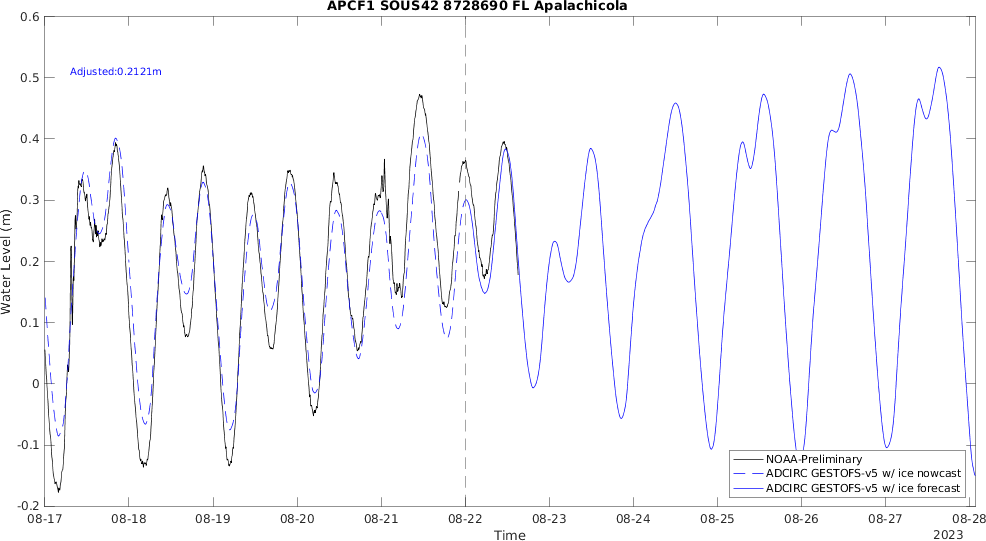 APCF1 SOUS42 8728690 FL Apalachicola
Adjusted:0.2121m
Water Level (m)
0.6
0.5
0.4
0.3
0.2
0.1
0
-0.1
-0.2
NOAA-Preliminary
ADCIRC GESTOFS-v5 w/ ice nowcast
ADCIRC GESTOFS-v5 w/ ice forecast
08-17 08-18 08-19 08-20 08-21 08-22 08-23 08-24 08-25 08-26 08-27 08-28
Time
2023